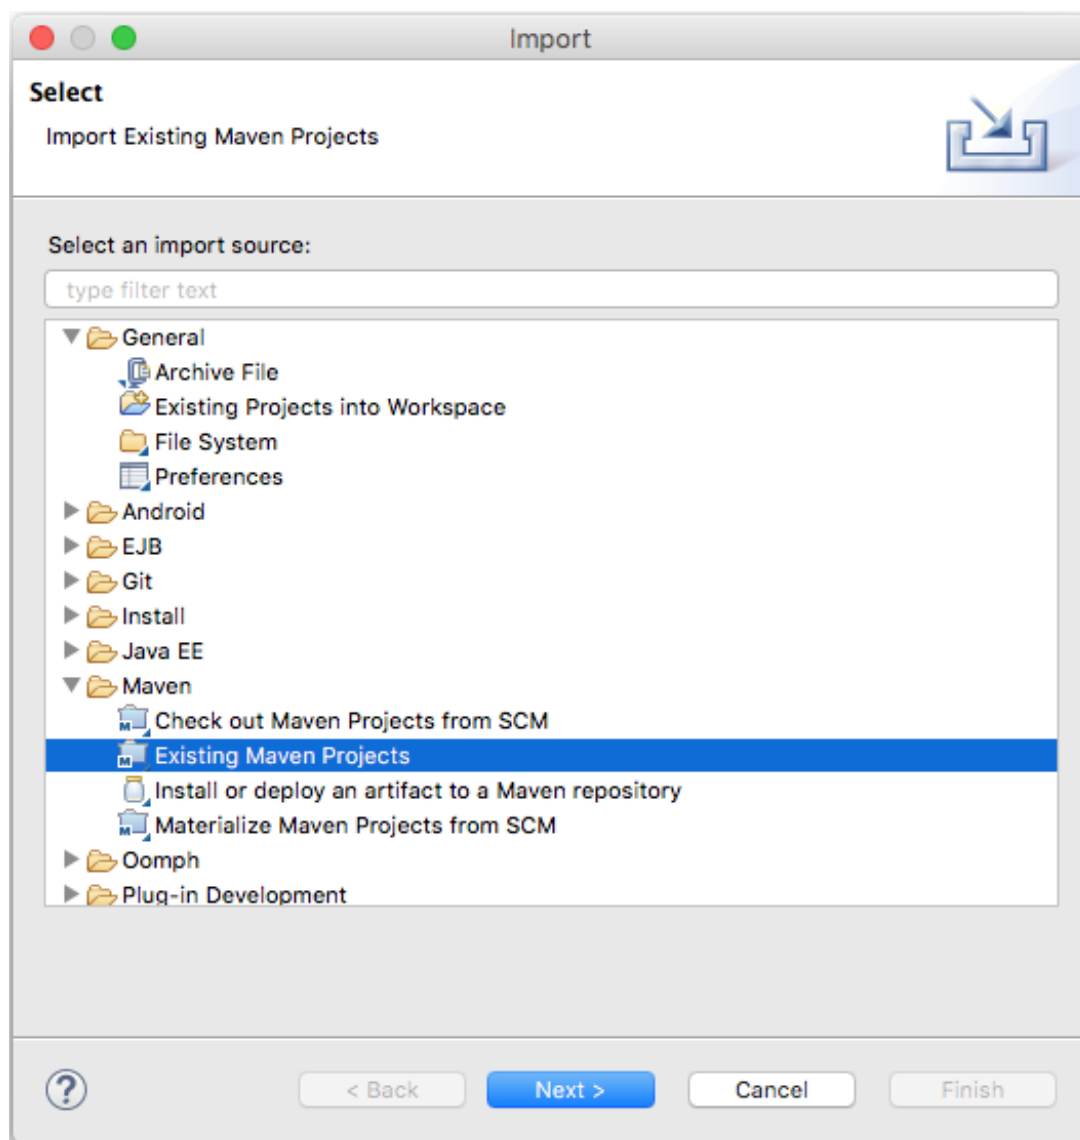 Import
Select
Import Existing Maven Projects
Select an import source:
type filter text
General
Archive File
Existing Projects into Workspace
File System
Preferences
Android
EJB
Git
Install
Java EE
Maven
Check out Maven Projects from SCM
Existing Maven Projects
Install or deploy an artifact to a Maven repository
Materialize Maven Projects from SCM
Oomph
Plug-in Development
? < Back Next > Cancel Finish